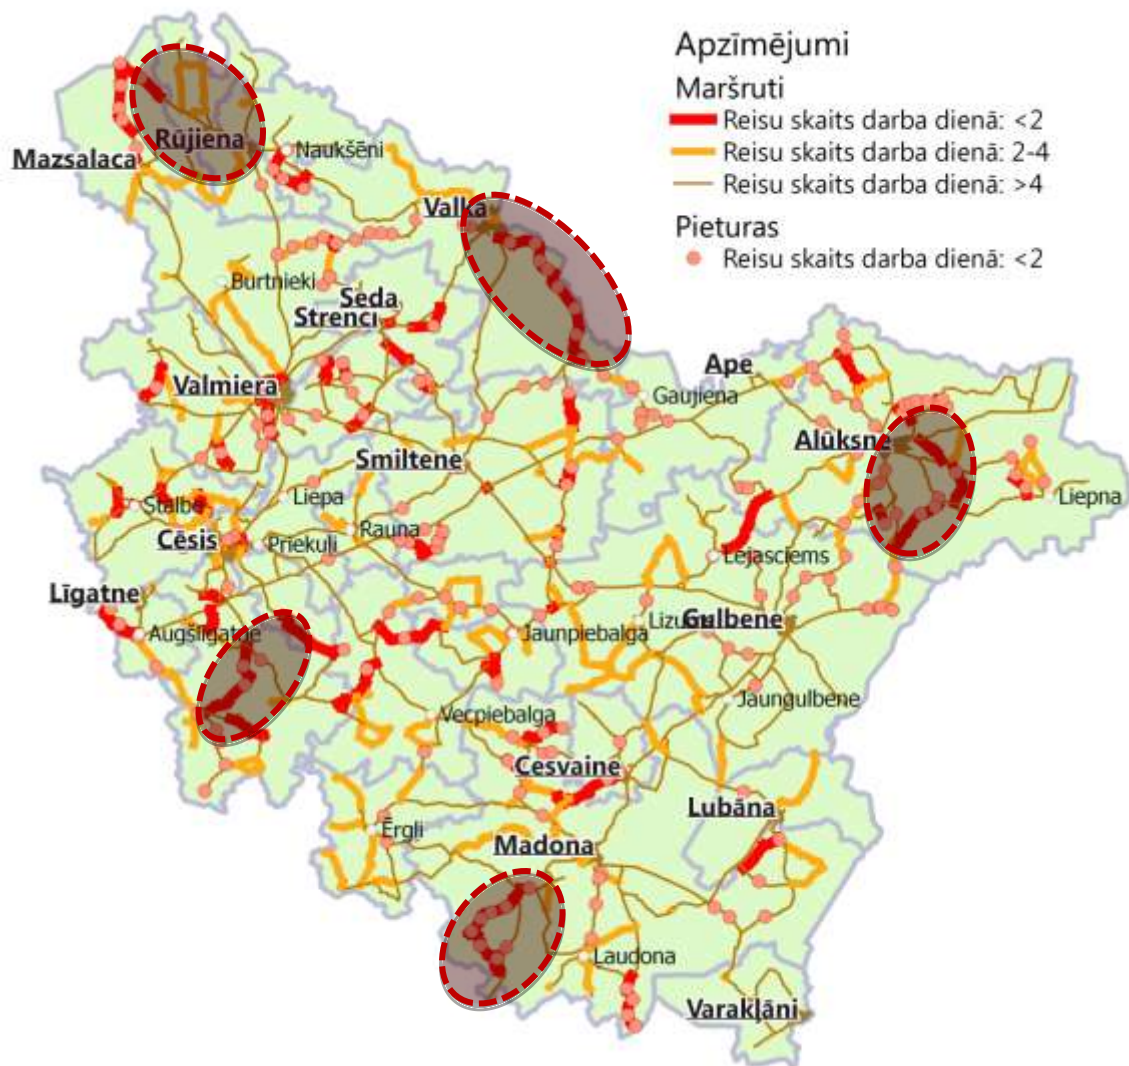 Apzīmējumi
Maršruti
Reisu skaits darba dienā: <2
Reisu skaits darba dienā: 2-4
Reisu skaits darba dienā: >4
Pieturas
Reisu skaits darba dienā: <2
Rūjiena
Naukšēni
Mazsalaca
Valka
Burtnieki
Seda
Strenči
Ape
Valmiera
Gaujiena
Alūksne
Smiltene
Liepa
Liepna
Stalbe
Rauna
Cēsis
Priekuļi
Lejasciems
Līgatne
Augšlīgatne
Jaunpiebalga
Gulbene
Jaungulbene
Vecpiebalga
Cesvaine
Lubāna
Ērgļi
Madona
Laudona
Varakļāni